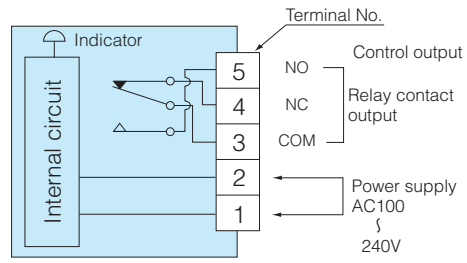 Terminal No.
Indicator
Internal circuit
5
4
3
2
1
NO
NC
COM
Control output
Relay contact
output
Power supply
AC100
~
240V